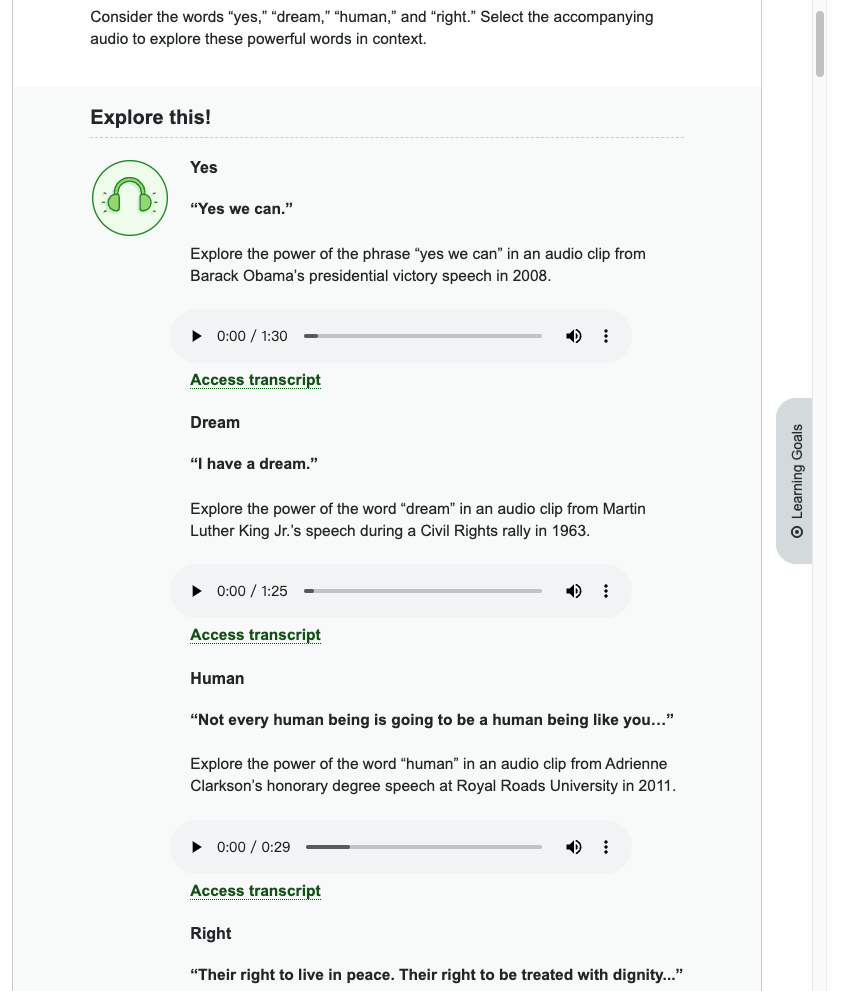 Consider the words “yes,” “dream,” “human,” and “right.” Select the accompanying
audio to explore these powerful words in context.
Explore this!
Yes
“Yes we can.”
Explore the power of the phrase “yes we can” in an audio clip from
Barack Obama’s presidential victory speech in 2008.
0:00 / 1:30
Access transcript
Dream
“I have a dream.”
Explore the power of the word “dream” in an audio clip from Martin
Luther King Jr.’s speech during a Civil Rights rally in 1963.
0:00 / 1:25
Access transcript
Human
“Not every human being is going to be a human being like you…”
Explore the power of the word “human” in an audio clip from Adrienne
Clarkson’s honorary degree speech at Royal Roads University in 2011.
0:00 / 0:29
Access transcript
Right
“Their right to live in peace. Their right to be treated with dignity...”
Learning Goals